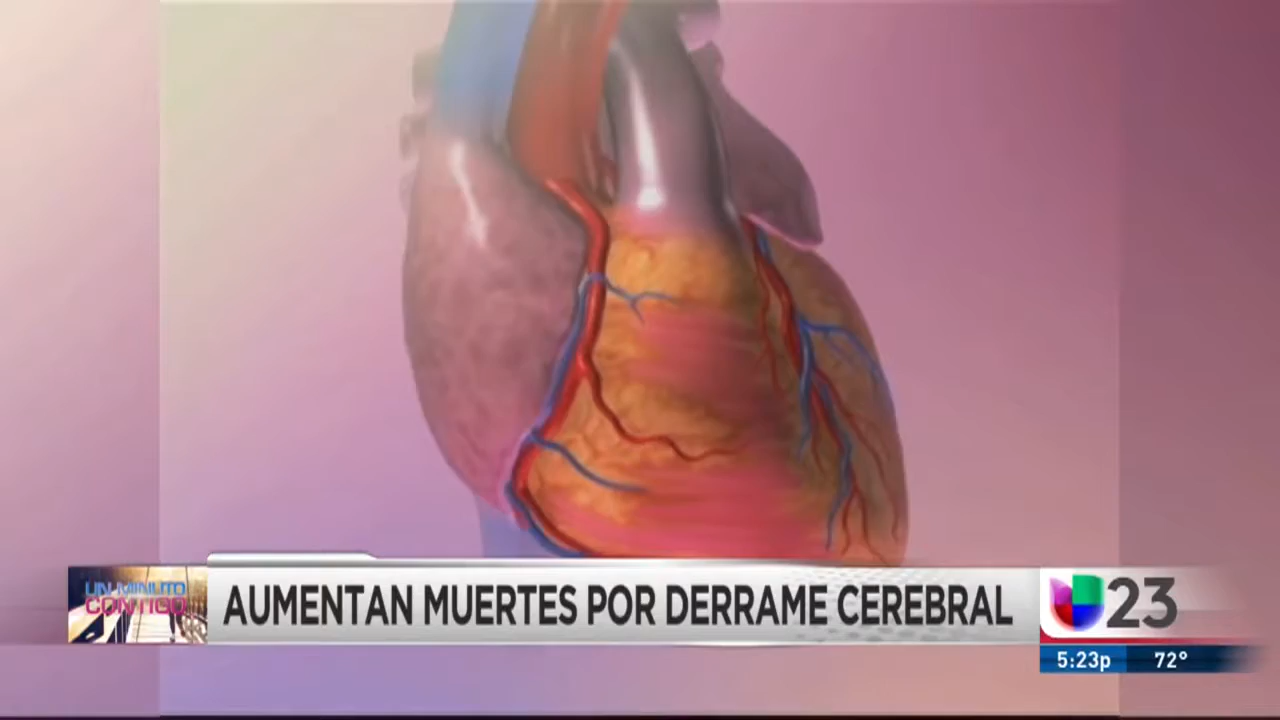 UN MINUTO
CONTIGO
AUMENTAN MUERTES POR DERRAME CEREBRAL
23
5:23p 72°